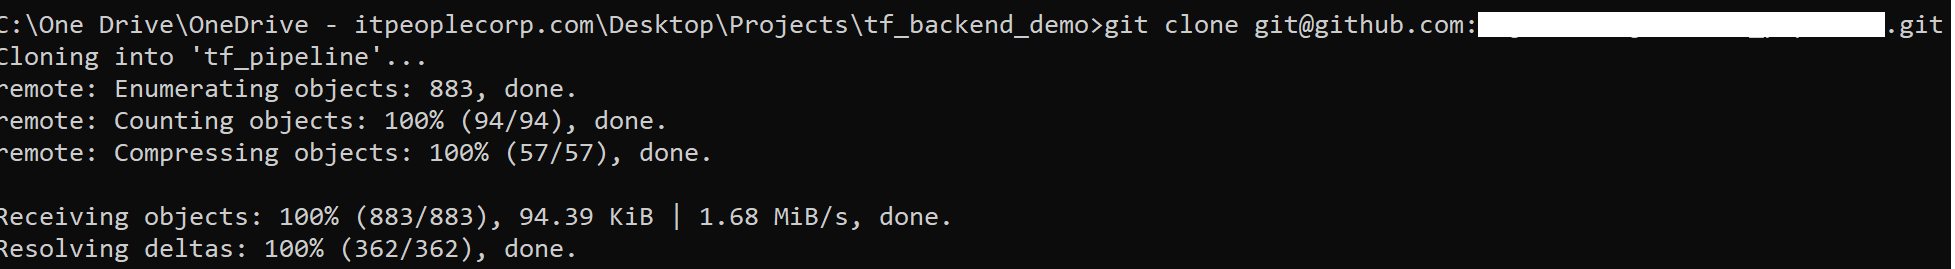 C:\One Drive\OneDrive - itpeoplecorp.com\Desktop\Projects\tf_backend_demo>git clone git@github.com: .git
Cloning into 'tf_pipeline'...
remote: Enumerating objects: 883, done.
remote: Counting objects: 100% (94/94), done.
remote: Compressing objects: 100% (57/57), done.
Receiving objects: 100% (883/883), 94.39 KiB | 1.68 MiB/s, done.
Resolving deltas: 100% (362/362), done.